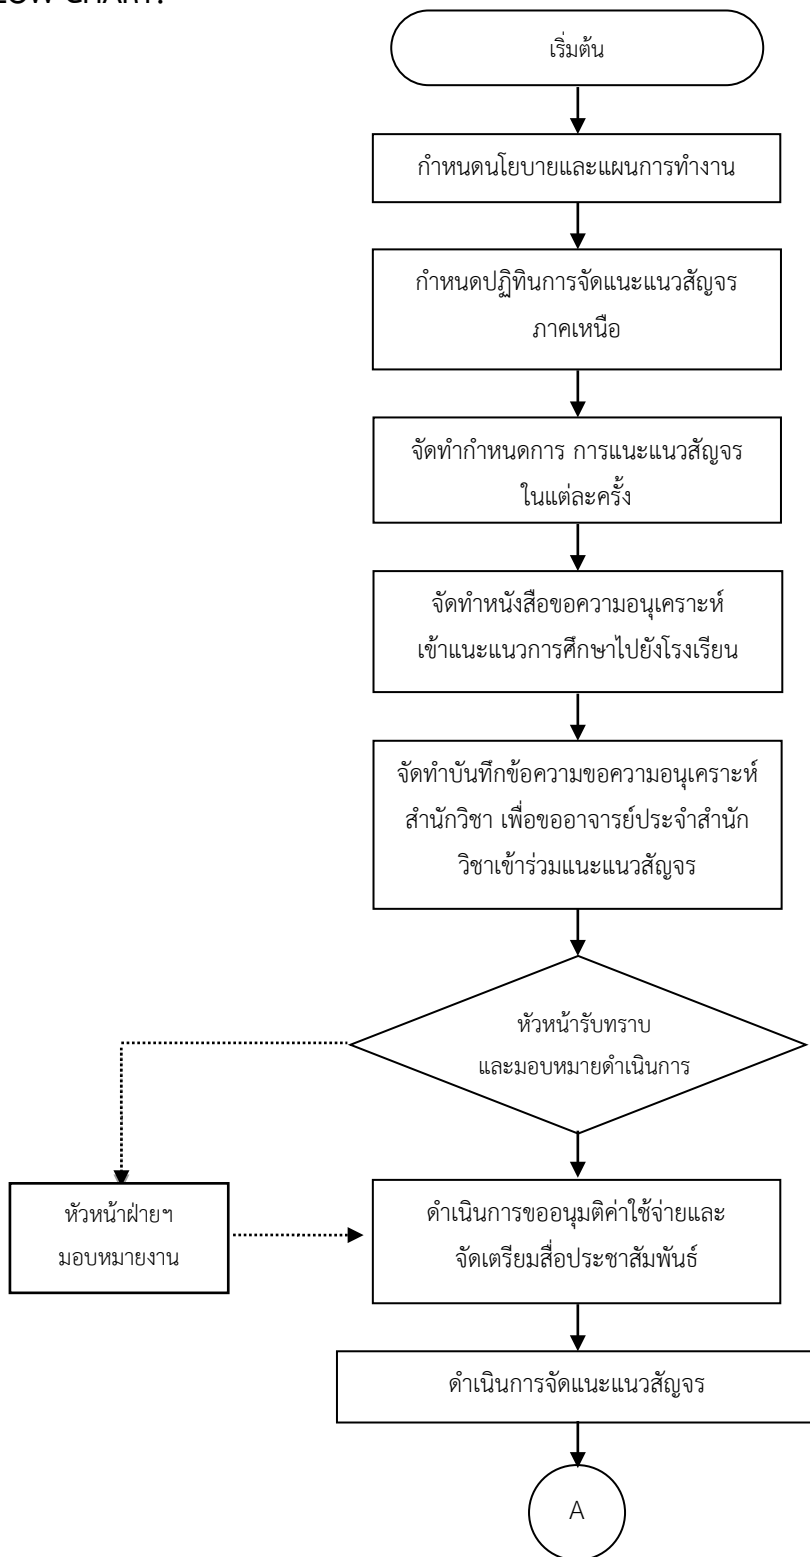 LOW CHART:
เริ่มต้น
กำหนดนโยบายและแผนการทำงาน
กำหนดปฏิทินการจัดแนะแนวสัญจร
ภาคเหนือ
จัดทำกำหนดการ การแนะแนวสัญจร
ในแต่ละครั้ง
จัดทำหนังสือขอความอนุเคราะห์
เข้าแนะแนวการศึกษาไปยังโรงเรียน
จัดทำบันทึกข้อความขอความอนุเคราะห์
สำนักวิชา เพื่อขออาจารย์ประจำสำนัก
วิชาเข้าร่วมแนะแนวสัญจร
หัวหน้ารับทราบ
และมอบหมายดำเนินการ
หัวหน้าฝ่ายฯ
มอบหมายงาน
ดำเนินการขออนุมติค่าใช้จ่ายและ
จัดเตรียมสื่อประชาสัมพันธ์
ดำเนินการจัดแนะแนวสัญจร
A